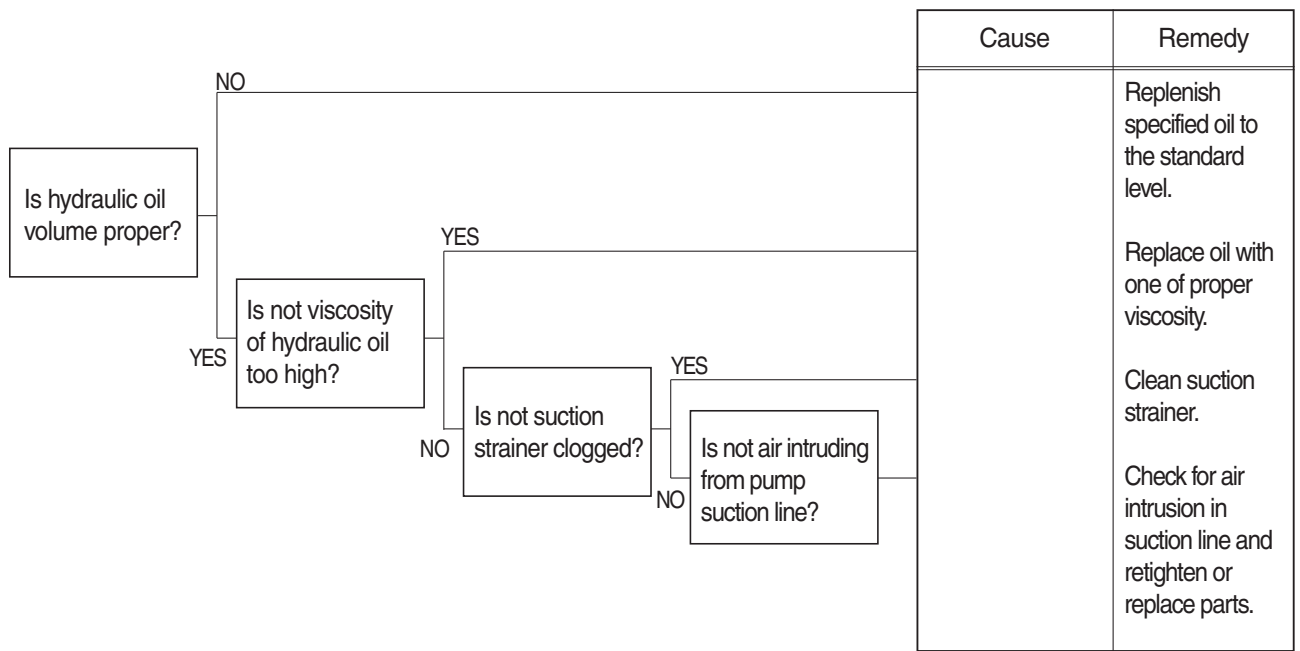 Cause
Remedy
NO
Replenish
specified oil to
the standard
level.
Is hydraulic oil
volume proper?
YES
Replace oil with
one of proper
viscosity.
YES
Is not viscosity
of hydraulic oil
too high?
YES
Clean suction
strainer.
NO
Is not suction
strainer clogged?
NO
Is not air intruding
from pump
suction line?
Check for air
intrusion in
suction line and
retighten or
replace parts.